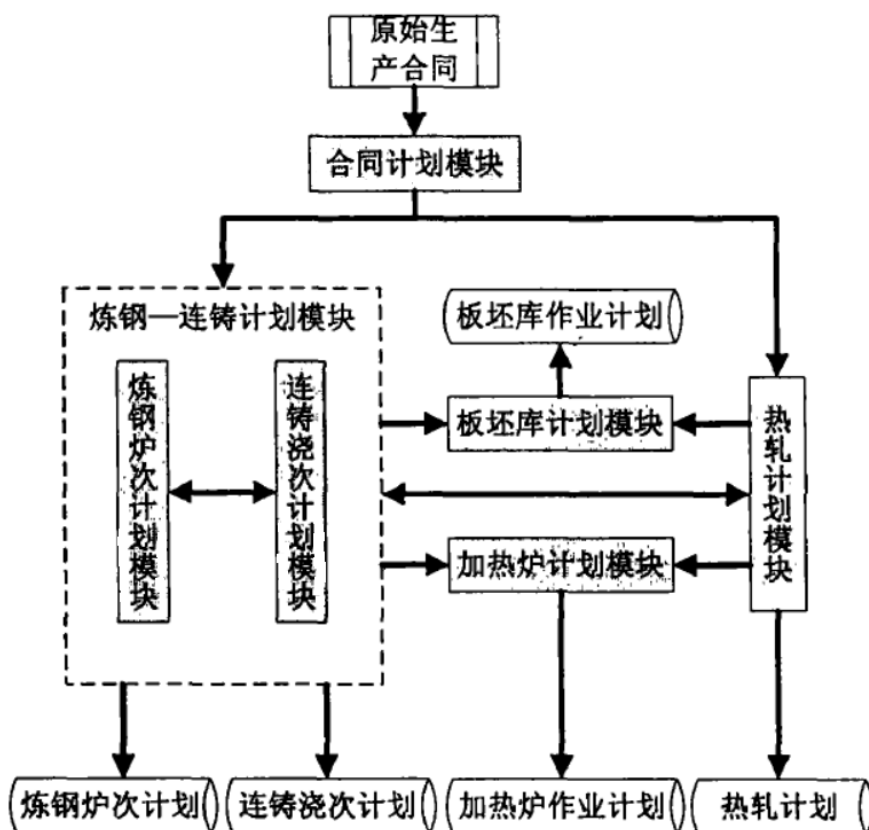 原始生
产合同
合同计划模块
炼钢—连铸计划模块
板坯库作业计划
炼钢炉次计划模块
连铸浇次计划模块
板坯库计划模块
热轧计划模块
加热炉计划模块
炼钢炉次计划
连铸浇次计划
加热炉作业计划
热轧计划